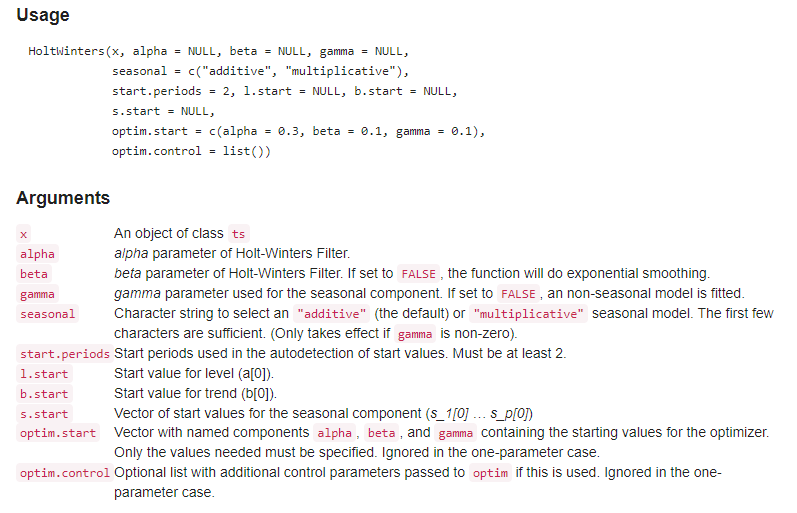 Usage
HoltWinters(x, alpha = NULL, beta = NULL, gamma = NULL,
seasonal = c("additive", "multiplicative"),
start.periods = 2, l.start = NULL, b.start = NULL,
s.start = NULL,
optim.start = c(alpha = 0.3, beta = 0.1, gamma = 0.1),
optim.control = list())
Arguments
x An object of class ts
alpha alpha parameter of Holt-Winters Filter.
beta beta parameter of Holt-Winters Filter. If set to FALSE , the function will do exponential smoothing.
gamma gamma parameter used for the seasonal component. If set to FALSE , an non-seasonal model is fitted.
seasonal Character string to select an "additive" (the default) or "multiplicative" seasonal model. The first few
characters are sufficient. (Only takes effect if gamma is non-zero).
start.periods Start periods used in the autodetection of start values. Must be at least 2.
l.start Start value for level (a[0]).
b.start Start value for trend (b[0]).
s.start Vector of start values for the seasonal component (s_1[0] … s_p[0])
optim.start Vector with named components alpha , beta , and gamma containing the starting values for the optimizer.
Only the values needed must be specified. Ignored in the one-parameter case.
optim.control Optional list with additional control parameters passed to optim if this is used. Ignored in the one-
parameter case.